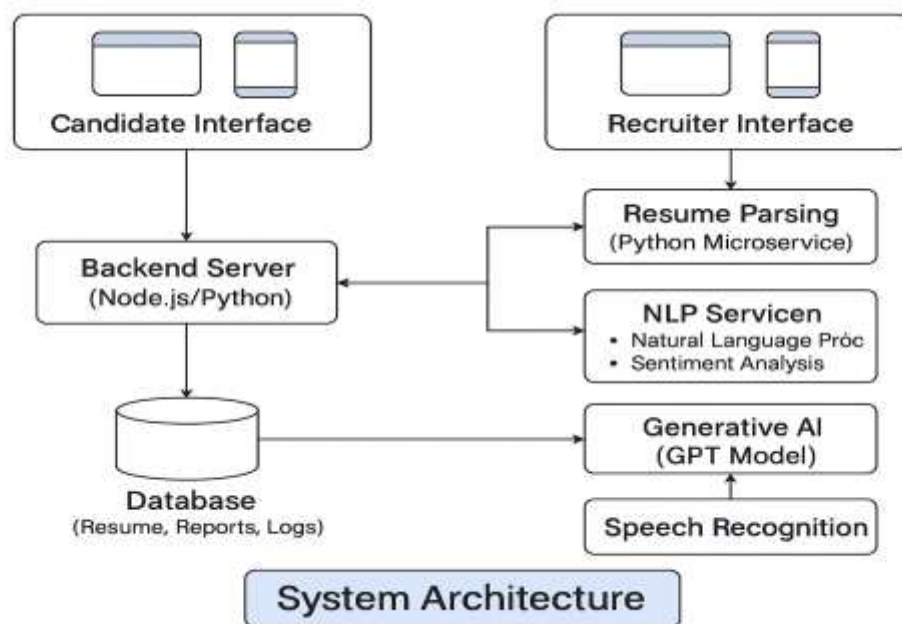 Candidate Interface
Recruiter Interface
Resume Parsing
(Python Microservice)
Backend Server
(Node.js/Python)
NLP Servicen
• Natural Language Próc
• Sentiment Analysis
Generative AI
(GPT Model)
Database
(Resume, Reports, Logs)
Speech Recognition
System Architecture